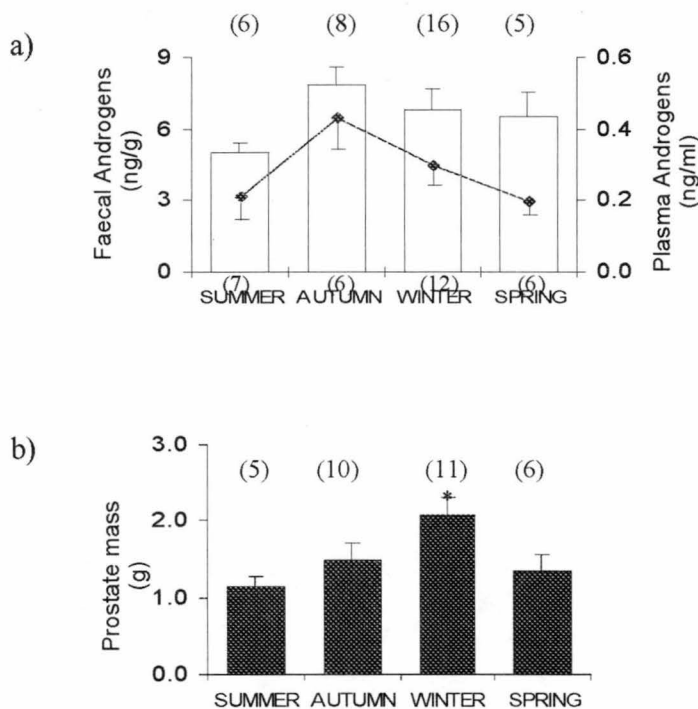 a)
(6) (8) (16) (5)
Faecal Androgens
(ng/g)
9
6
3
0
0.6
0.4
0.2
0.0
Plasma Androgens
(ng/ml)
(7) (6) (12) (6)
SUMMER AUTUMN WINTER SPRING
b)
Prostate mass
(g)
3.0
2.0
1.0
0.0
(5) (10) (11) (6)
*
SUMMER AUTUMN WINTER SPRING